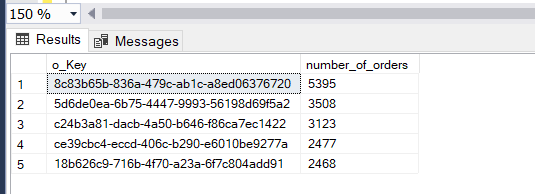 150 %
Results Messages
o_Key number_of_orders
1 8c83b65b-836a-479c-ab1c-a8ed06376720 5395
2 5d6de0ea-6b75-4447-9993-56198d69f5a2 3508
3 c24b3a81-dacb-4a50-b646-f86ca7ec1422 3123
4 ce39cbc4-eccd-406c-b290-e6010be9277a 2477
5 18b626c9-716b-4f70-a23a-6f7c804add91 2468